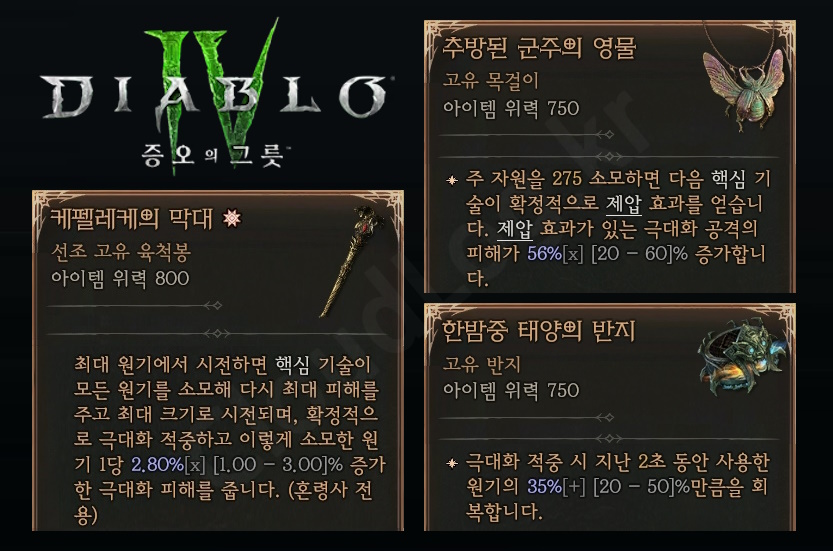 DIABLO
IV
증오의 그릇™
케펠레케의 막대
선조 고유 육척봉
아이템 위력 800
최대 원기에서 시전하면 핵심 기술이
모든 원기를 소모해 다시 최대 피해를
주고 최대 크기로 시전되며, 확정적으
로 극대화 적중하고 이렇게 소모한 원
기 1당 2.80%[x] [1.00 - 3.00]% 증가
한 극대화 피해를 줍니다. (혼령사 전
용)
추방된 군주의 영물
고유 목걸이
아이템 위력 750
주 자원을 275 소모하면 다음 핵심 기
술이 확정적으로 제압 효과를 얻습니
다. 제압 효과가 있는 극대화 공격의
피해가 56%[x] [20 - 60]% 증가합니
다.
한밤중 태양의 반지
고유 반지
아이템 위력 750
극대화 적중 시 지난 2초 동안 사용한
원기의 35%[+] [20 - 50]%만큼을 회
복합니다.